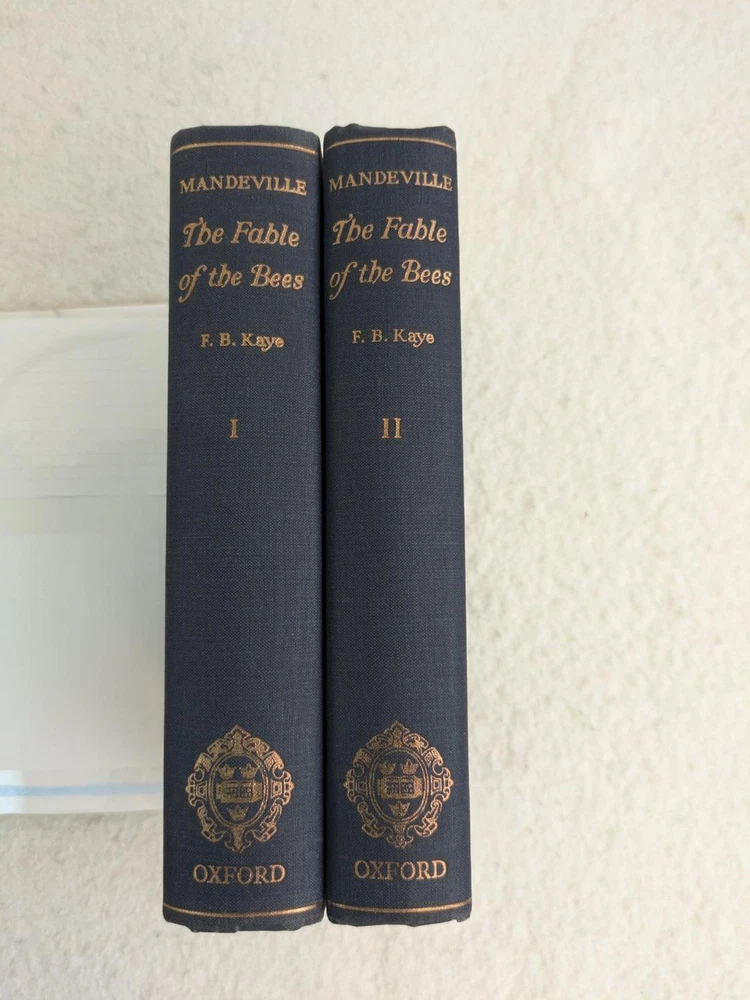 MANDEVILLE
The Fable
of the Bees
F. B. Kaye
I
OXFORD
MANDEVILLE
The Fable
of the Bees
F. B. Kaye
II
OXFORD